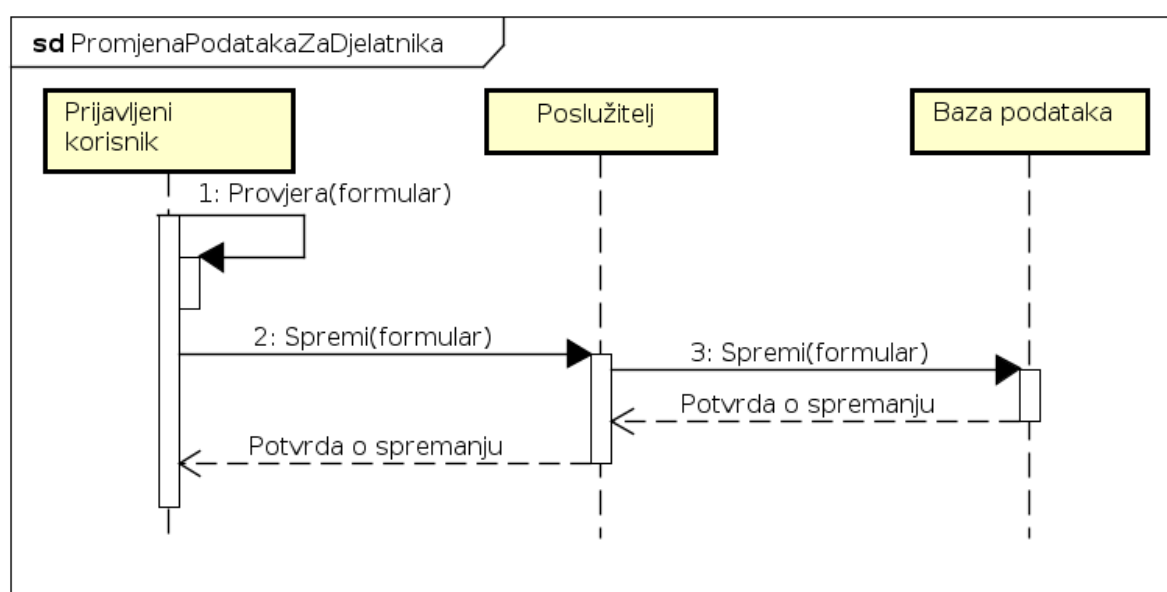 sd PromjenaPodatakaZaDjelatnika
Prijavljeni
korisnik
Poslužitelj
Baza podataka
1: Provjera(formular)
2: Spremi(formular)
3: Spremi(formular)
Potvrda o spremanju
Potvrda o spremanju